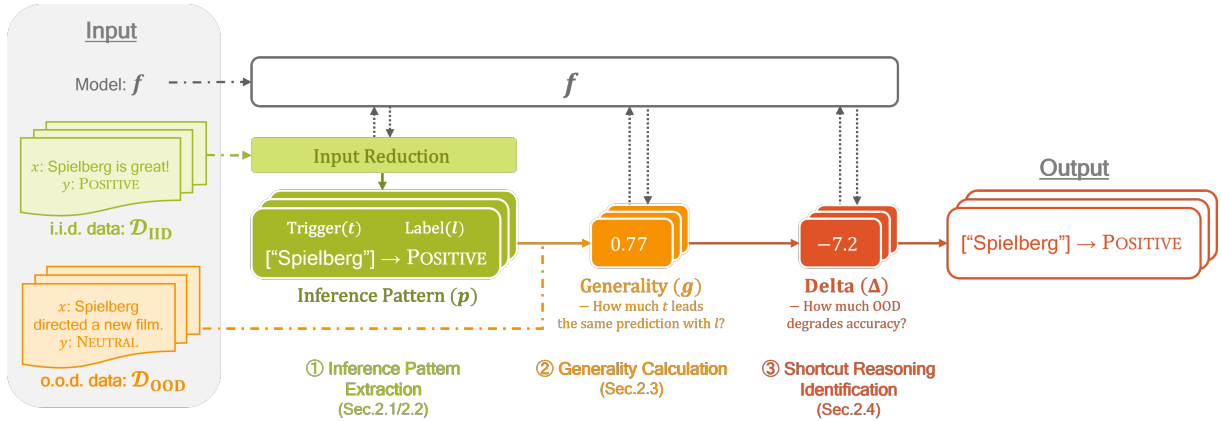 Input
Model: f
x: Spielberg is great!
y: POSITIVE
i.i.d. data: 𝒟IID
x: Spielberg
directed a new film.
y: NEUTRAL
o.o.d. data: 𝒟OOD
f
Input Reduction
Trigger(t) Label(l)
[“Spielberg”] → POSITIVE
Inference Pattern (p)
0.77
Generality (g)
– How much t leads
the same prediction with l?
−7.2
Delta (Δ)
– How much OOD
degrades accuracy?
Output
[“Spielberg”] → POSITIVE
① Inference Pattern
Extraction
(Sec.2.1/2.2)
② Generality Calculation
(Sec.2.3)
③ Shortcut Reasoning
Identification
(Sec.2.4)